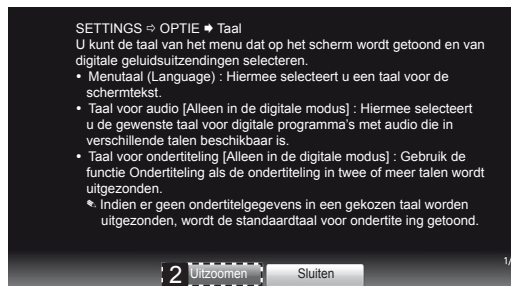 SETTINGS ⇨ OPTIE ➧ Taal
U kunt de taal van het menu dat op het scherm wordt getoond en van
digitale geluidsuitzendingen selecteren.
• Menutaal (Language) : Hiermee selecteert u een taal voor de
schermtekst.
• Taal voor audio [Alleen in de digitale modus] : Hiermee selecteert
u de gewenste taal voor digitale programma's met audio die in
verschillende talen beschikbaar is.
• Taal voor ondertiteling [Alleen in de digitale modus] : Gebruik de
functie Ondertiteling als de ondertiteling in twee of meer talen wordt
uitgezonden.
Indien er geen ondertitelgegevens in een gekozen taal worden
uitgezonden, wordt de standaardtaal voor ondertite ing getoond.
1/
2 Uitzoomen Sluiten